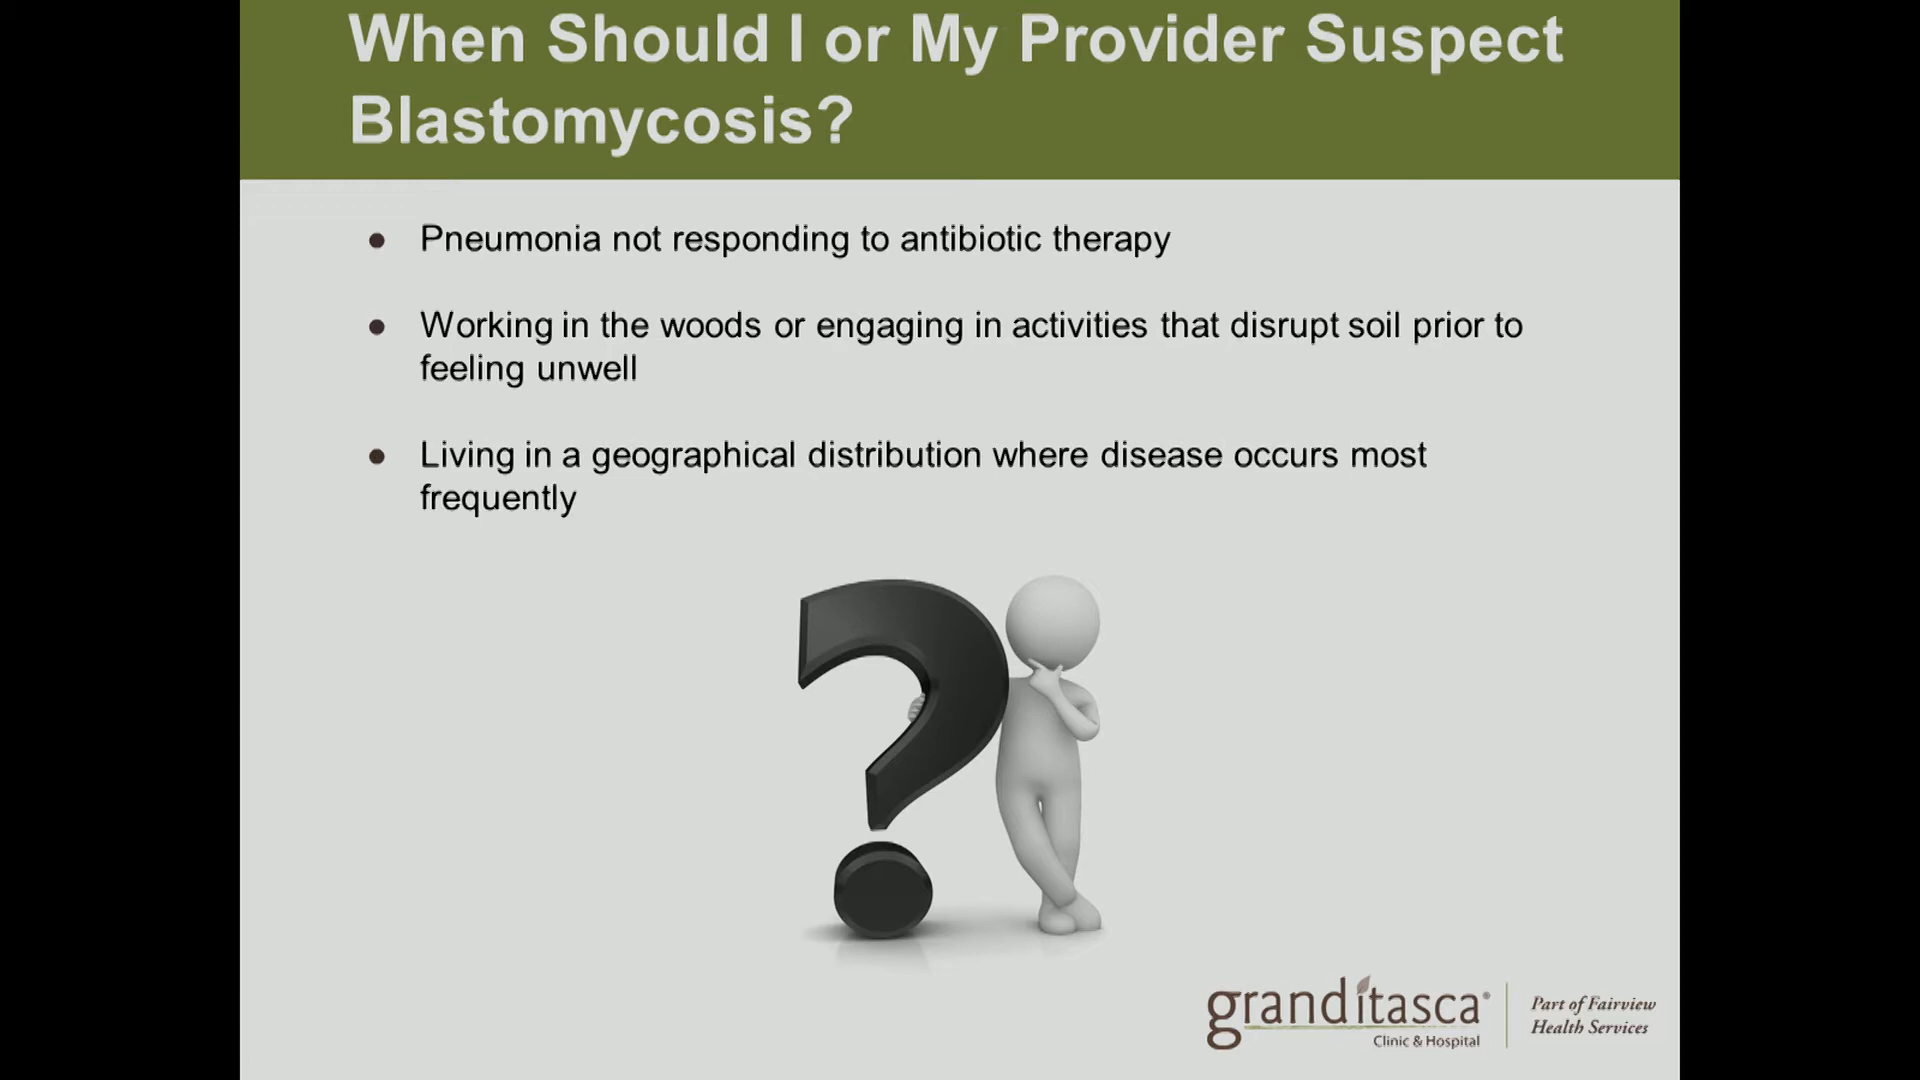 When Should I or My Provider Suspect
Blastomycosis?
● Pneumonia not responding to antibiotic therapy
● Working in the woods or engaging in activities that disrupt soil prior to
feeling unwell
● Living in a geographical distribution where disease occurs most
frequently
?
granditasca®
Clinic & Hospital
Part of Fairview
Health Services